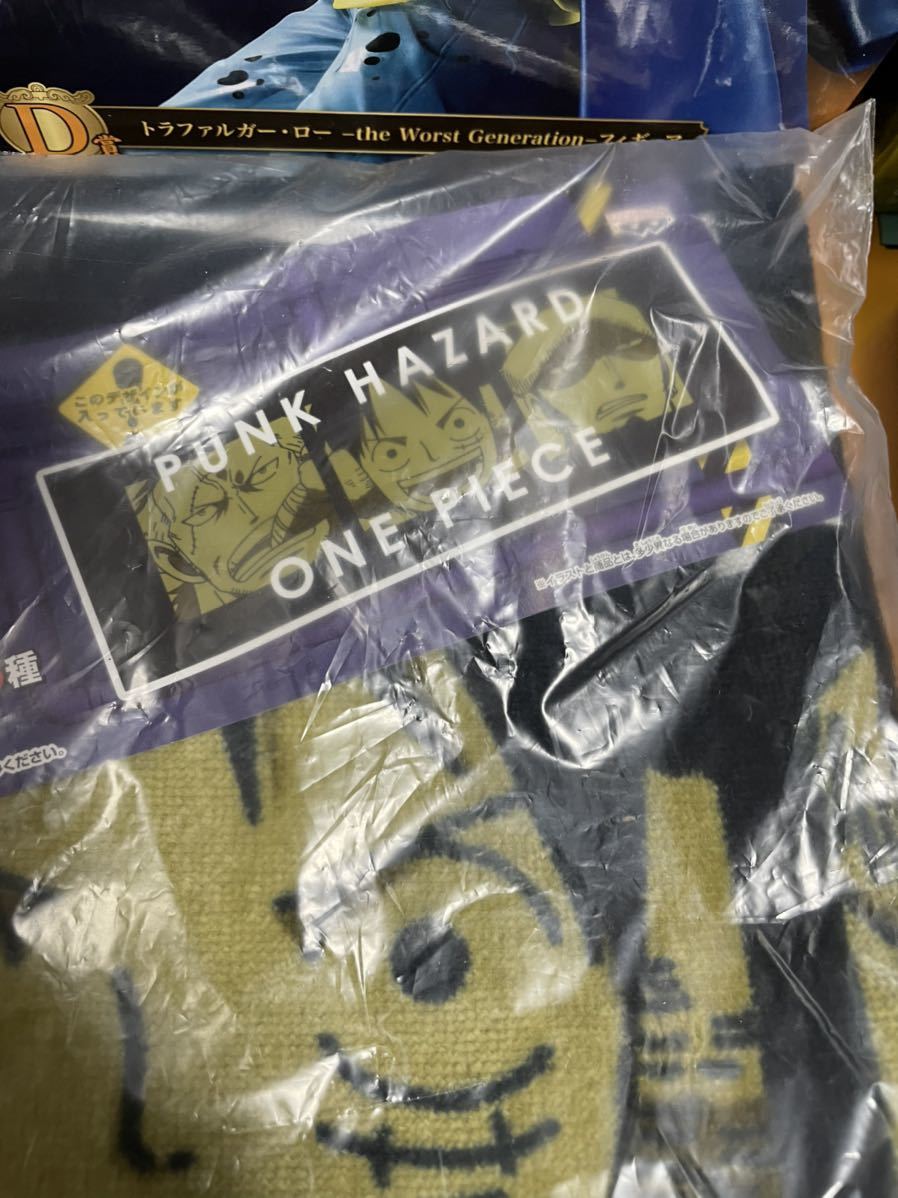 D賞
トラファルガー・ロー –the Worst Generation– フィギュア
このデザインが
入っています
PUNK HAZARD
ONE PIECE
※イラストと商品とは、多少異なる場合がありますのでご了承ください。
種
ください。